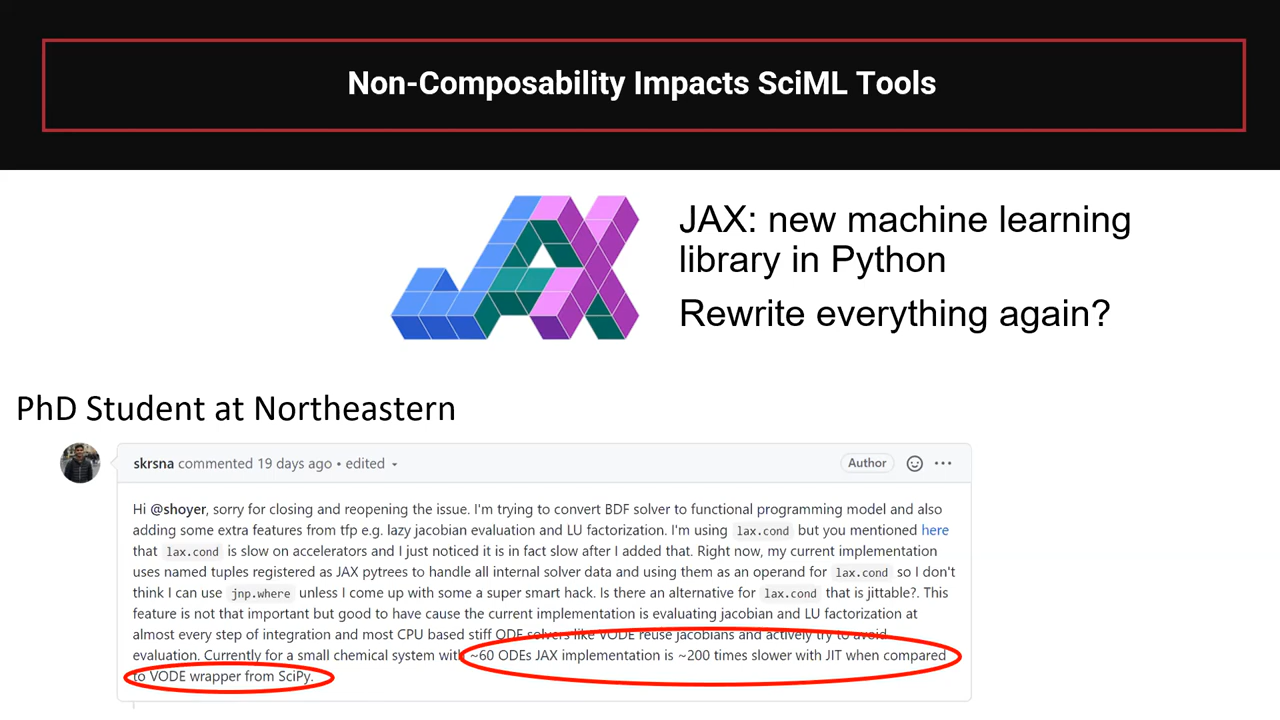 Non-Composability Impacts SciML Tools
JAX
JAX: new machine learning
library in Python
Rewrite everything again?
PhD Student at Northeastern
skrsna commented 19 days ago • edited
Author
Hi @shoyer, sorry for closing and reopening the issue. I'm trying to convert BDF solver to functional programming model and also
adding some extra features from tfp e.g. lazy jacobian evaluation and LU factorization. I'm using lax.cond but you mentioned here
that lax.cond is slow on accelerators and I just noticed it is in fact slow after I added that. Right now, my current implementation
uses named tuples registered as JAX pytrees to handle all internal solver data and using them as an operand for lax.cond so I don't
think I can use jnp.where unless I come up with some a super smart hack. Is there an alternative for lax.cond that is jittable?. This
feature is not that important but good to have cause the current implementation is evaluating jacobian and LU factorization at
almost every step of integration and most CPU based stiff ODE solvers like VODE reuse jacobians and actively try to avoid
evaluation. Currently for a small chemical system with ~60 ODEs JAX implementation is ~200 times slower with JIT when compared
to VODE wrapper from SciPy.